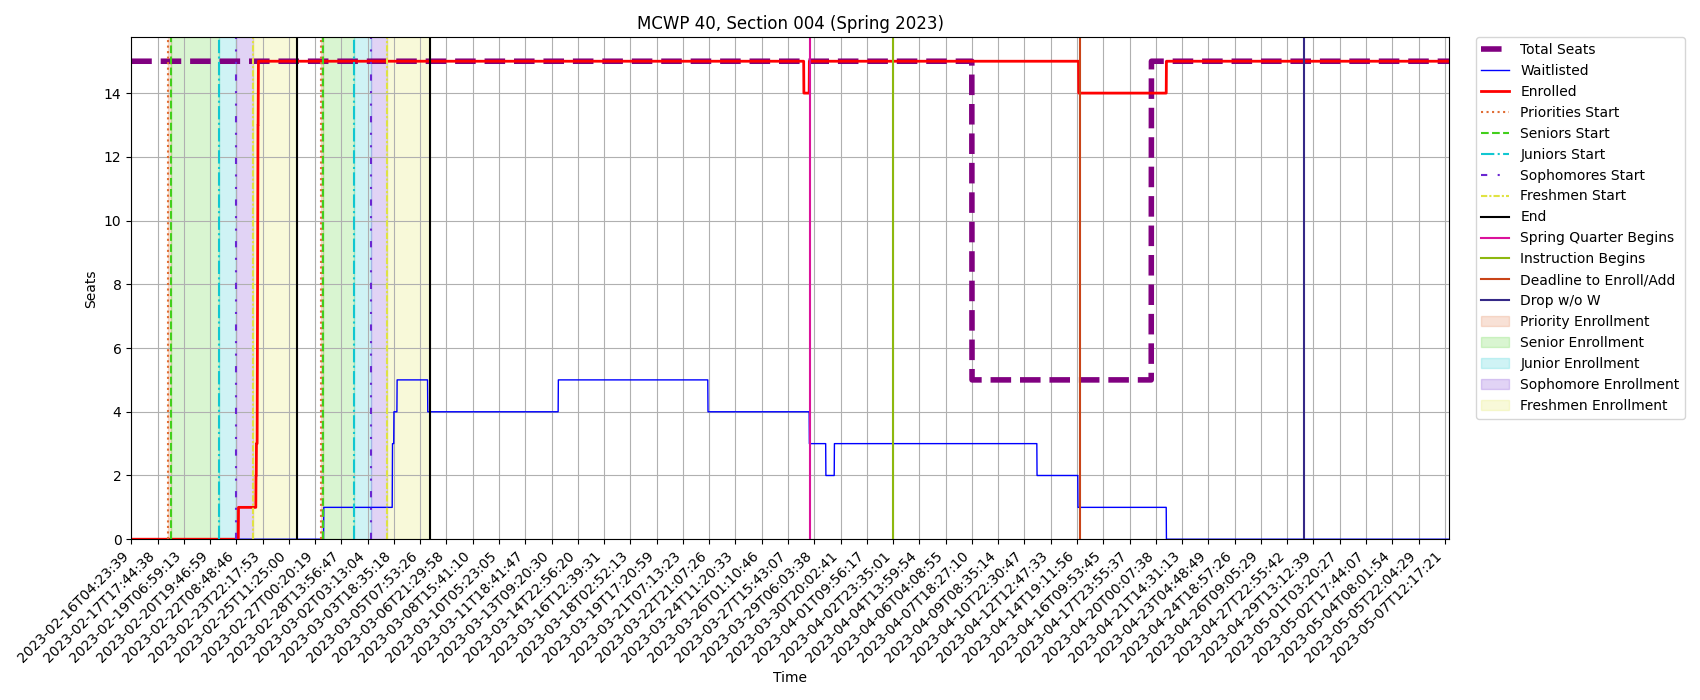 MCWP 40, Section 004 (Spring 2023)
Seats
14
12
10
8
6
4
2
0
2023-02-16T04:23:39
2023-02-17T17:44:38
2023-02-19T06:59:13
2023-02-20T19:46:59
2023-02-22T08:48:46
2023-02-23T22:17:53
2023-02-25T11:25:00
2023-02-27T00:20:19
2023-02-28T13:56:47
2023-03-02T03:13:04
2023-03-03T18:35:18
2023-03-05T07:53:26
2023-03-06T21:29:58
2023-03-08T15:41:10
2023-03-10T05:23:05
2023-03-11T18:41:47
2023-03-13T09:20:30
2023-03-14T22:56:20
2023-03-16T12:39:31
2023-03-18T02:52:13
2023-03-19T17:20:59
2023-03-21T07:13:23
2023-03-22T21:07:26
2023-03-24T11:20:33
2023-03-26T01:10:46
2023-03-27T15:43:07
2023-03-29T06:03:38
2023-03-30T20:02:41
2023-04-01T09:56:17
2023-04-02T23:35:01
2023-04-04T13:59:54
2023-04-06T04:08:55
2023-04-07T18:27:10
2023-04-09T08:35:14
2023-04-10T22:30:47
2023-04-12T12:47:33
2023-04-14T19:11:56
2023-04-16T09:53:45
2023-04-17T23:55:37
2023-04-20T00:07:38
2023-04-21T14:31:13
2023-04-23T04:48:49
2023-04-24T18:57:26
2023-04-26T09:05:29
2023-04-27T22:55:42
2023-04-29T13:12:39
2023-05-01T03:20:27
2023-05-02T17:44:07
2023-05-04T08:01:54
2023-05-05T22:04:29
2023-05-07T12:17:21
Time
Total Seats
Waitlisted
Enrolled
Priorities Start
Seniors Start
Juniors Start
Sophomores Start
Freshmen Start
End
Spring Quarter Begins
Instruction Begins
Deadline to Enroll/Add
Drop w/o W
Priority Enrollment
Senior Enrollment
Junior Enrollment
Sophomore Enrollment
Freshmen Enrollment